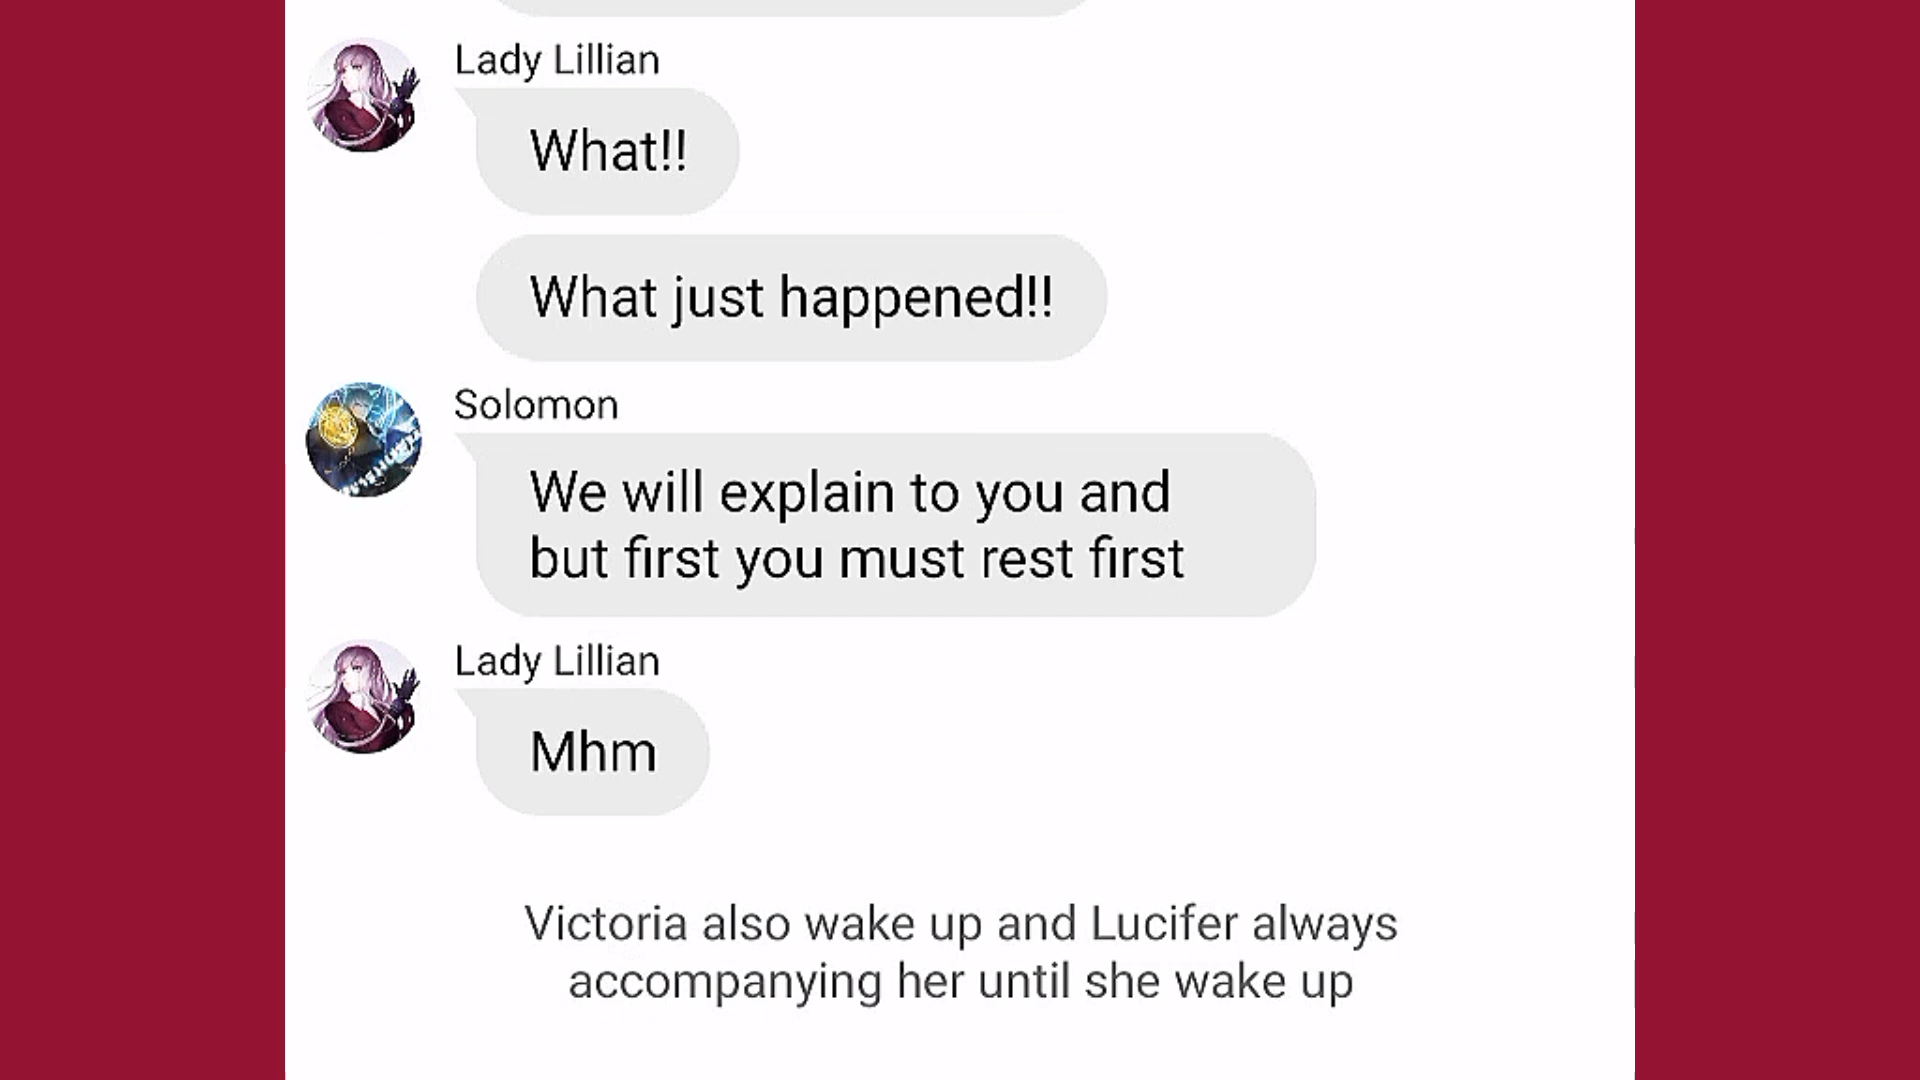 Lady Lillian
What!!
What just happened!!
Solomon
We will explain to you and
but first you must rest first
Lady Lillian
Mhm
Victoria also wake up and Lucifer always
accompanying her until she wake up